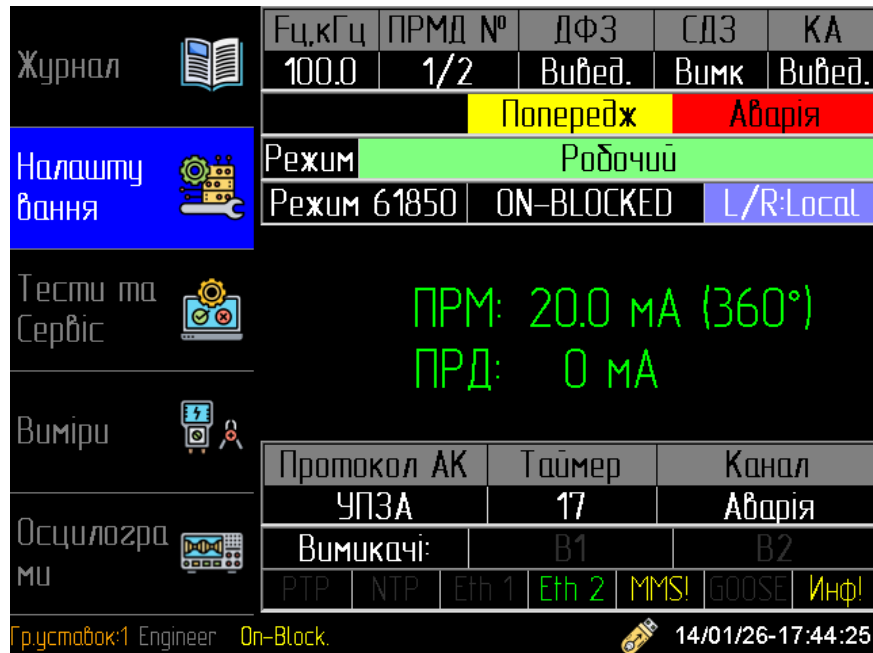 Журнал
Налашту
вання
Тести та
Сервіс
Виміри
Осцилогра
ми
Fц,кГц ПРМД № ДФЗ СДЗ КА
100.0 1/2 Вивед. Вимк Вивед.
Попередж Аварія
Режим Робочий
Режим 61850 ON-BLOCKED L/R:Local
ПРМ: 20.0 мА (360°)
ПРД: 0 мА
Протокол АК Таймер Канал
УПЗА 17 Аварія
Вимикачі: В1 В2
PTP NTP Eth 1 Eth 2 MMS! GOOSE Инф!
Гр.уставок:1 Engineer On-Block. 14/01/26-17:44:25